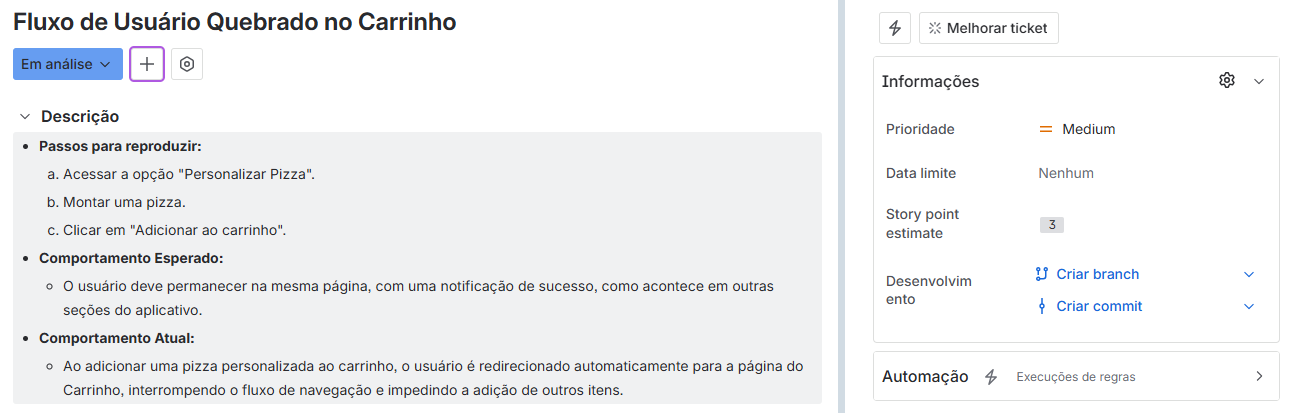 Fluxo de Usuário Quebrado no Carrinho
Em análise
Descrição
Passos para reproduzir:
a. Acessar a opção "Personalizar Pizza".
b. Montar uma pizza.
c. Clicar em "Adicionar ao carrinho".
Comportamento Esperado:
O usuário deve permanecer na mesma página, com uma notificação de sucesso, como acontece em outras
seções do aplicativo.
Comportamento Atual:
Ao adicionar uma pizza personalizada ao carrinho, o usuário é redirecionado automaticamente para a página do
Carrinho, interrompendo o fluxo de navegação e impedindo a adição de outros itens.
Melhorar ticket
Informações
Prioridade
Medium
Data limite
Nenhum
Story point
estimate
3
Desenvolvim
ento
Criar branch
Criar commit
Automação
Execuções de regras